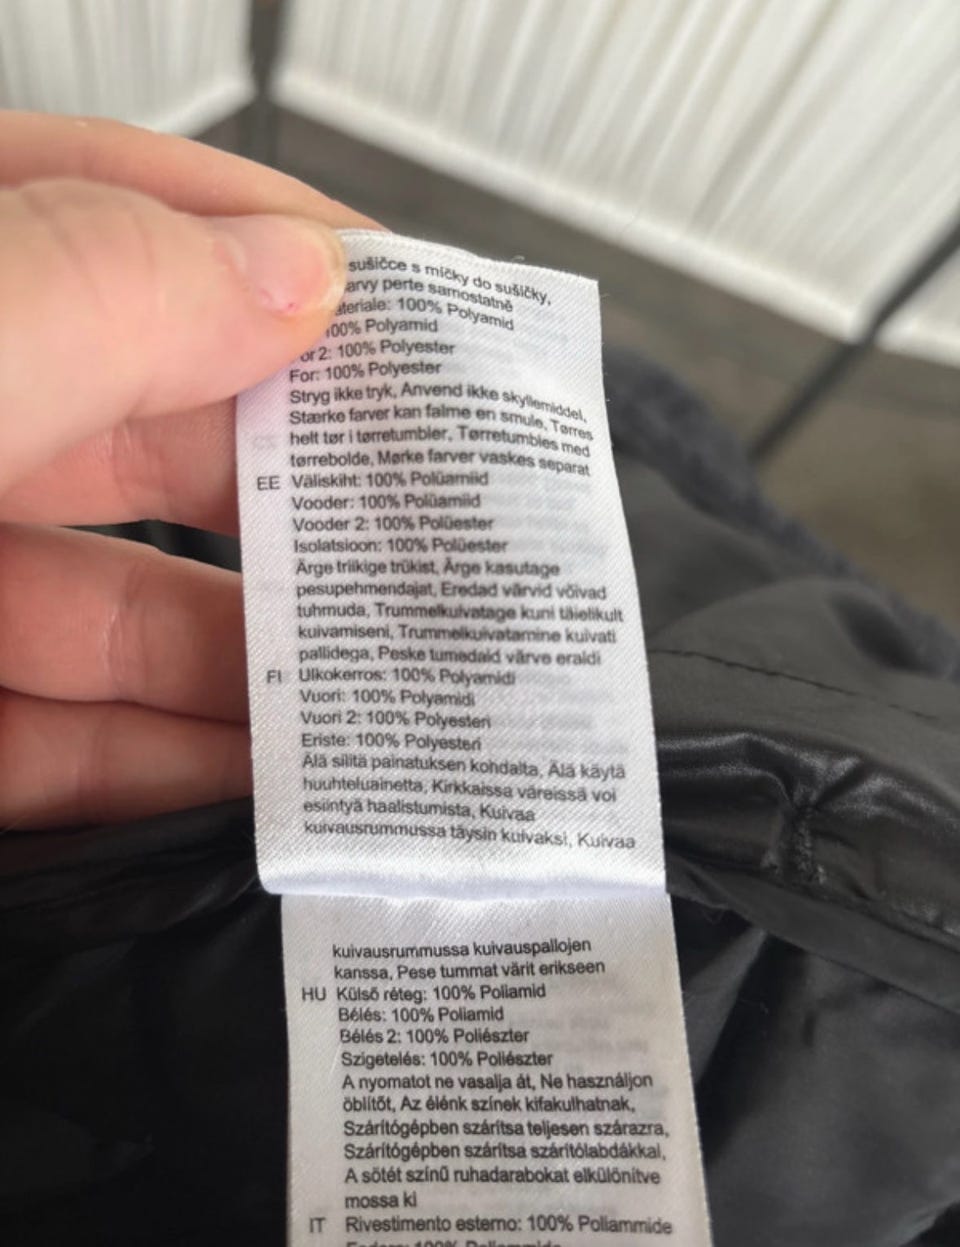 sušičce s míčky do sušičky,
arvy perte samostatně
ateriale: 100% Polyamid
100% Polyamid
or 2: 100% Polyester
For: 100% Polyester
Stryg ikke tryk, Anvend ikke skyllemiddel,
Stærke farver kan falme en smule, Tørres
helt tør i tørretumbler, Tørretumbles med
tørrebolde, Mørke farver vaskes separat
EE Väliskiht: 100% Polüamiid
Vooder: 100% Polüamiid
Vooder 2: 100% Polüester
Isolatsioon: 100% Polüester
Ärge triikige trükist, Ärge kasutage
pesupehmendajat, Eredad värvid võivad
tuhmuda, Trummelkuivatage kuni täielikult
kuivamiseni, Trummelkuivatamine kuivati
pallidega, Peske tumedaid värve eraldi
FI Ulkokerros: 100% Polyamidi
Vuori: 100% Polyamidi
Vuori 2: 100% Polyesteri
Eriste: 100% Polyesteri
Älä silitä painatuksen kohdalta, Älä käytä
huuhteluainetta, Kirkkaissa väreissä voi
esiintyä haalistumista, Kuivaa
kuivausrummussa täysin kuivaksi, Kuivaa
kuivausrummussa kuivauspallojen
kanssa, Pese tummat värit erikseen
HU Külső réteg: 100% Poliamid
Bélés: 100% Poliamid
Bélés 2: 100% Poliészter
Szigetelés: 100% Poliészter
A nyomatot ne vasalja át, Ne használjon
öblítőt, Az élénk színek kifakulhatnak,
Szárítógépben szárítsa teljesen szárazra,
Szárítógépben szárítsa szárítólabdákkal,
A sötét színű ruhadarabokat elkülönítve
mossa ki
IT Rivestimento esterno: 100% Poliammide